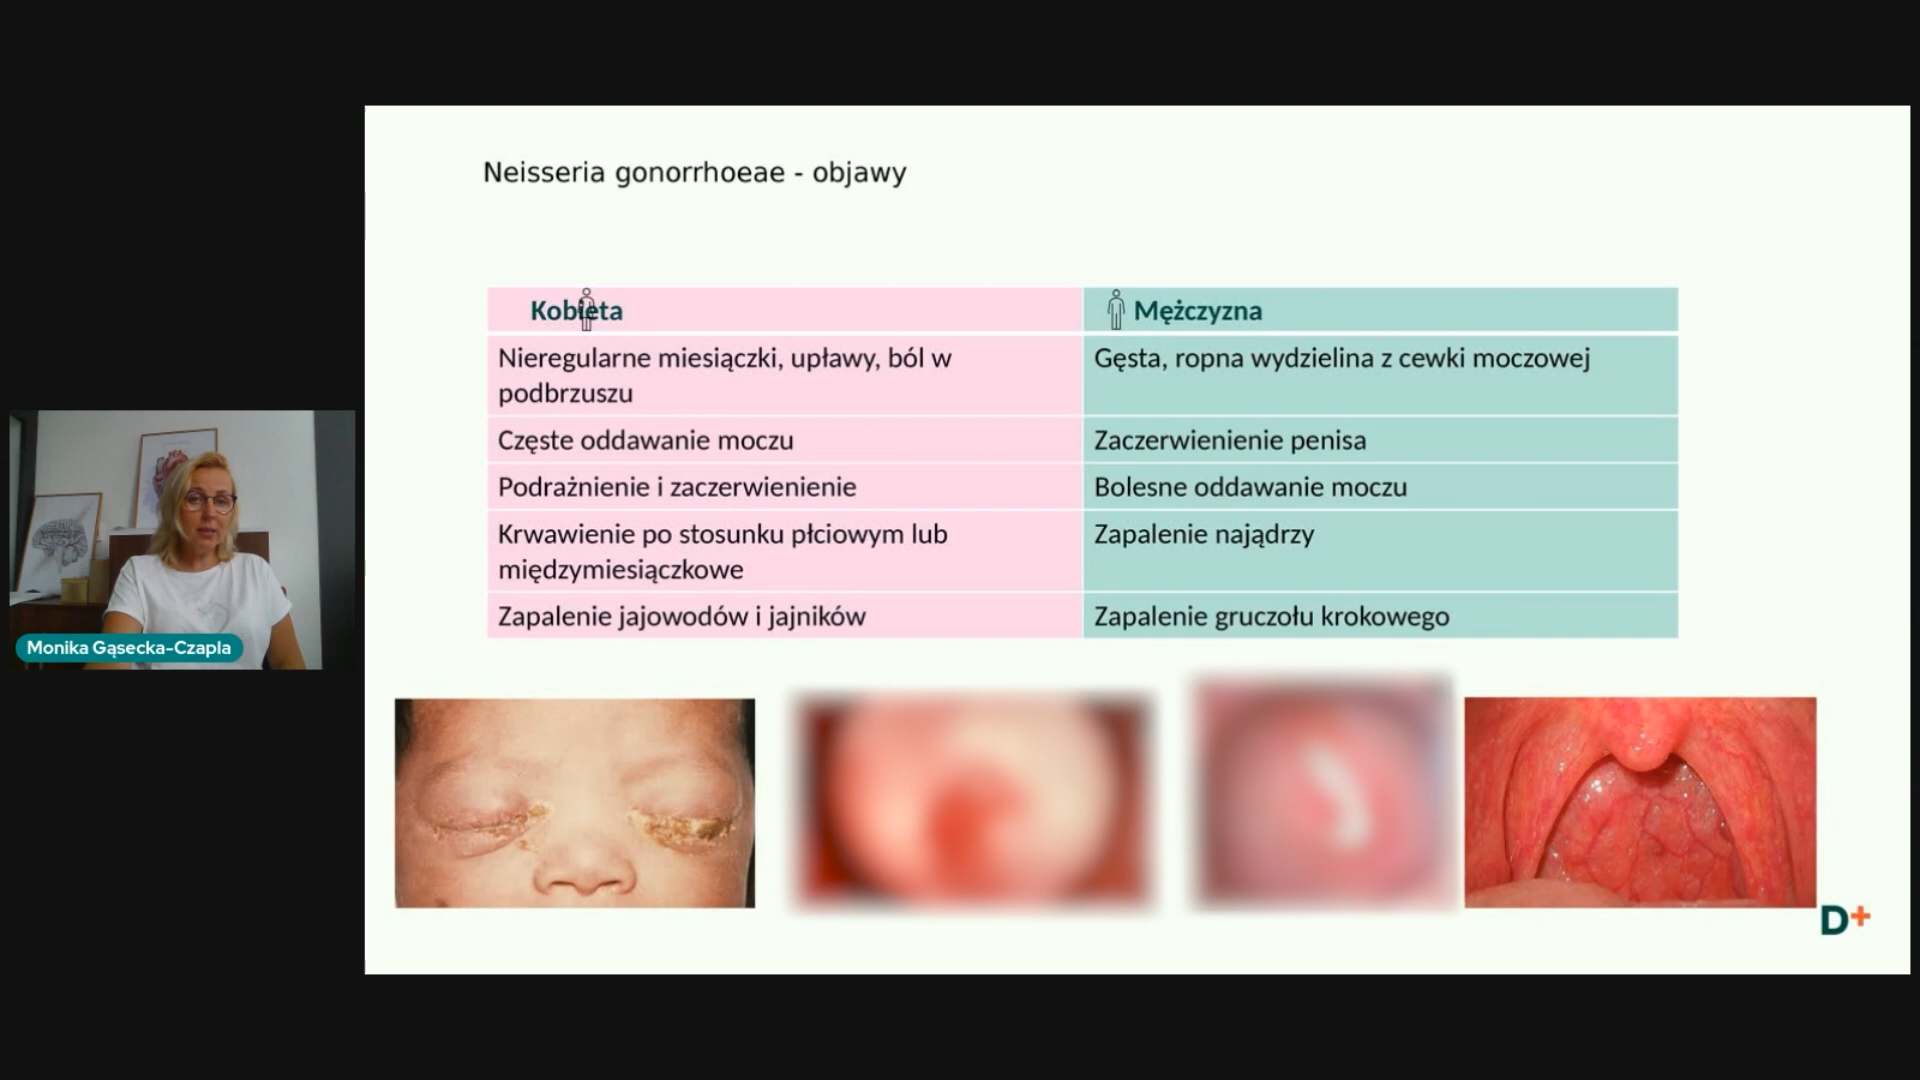 Neisseria gonorrhoeae - objawy
Kobieta
Mężczyzna
Nieregularne miesiączki, upławy, ból w
podbrzuszu
Gęsta, ropna wydzielina z cewki moczowej
Częste oddawanie moczu
Zaczerwienienie penisa
Podrażnienie i zaczerwienienie
Bolesne oddawanie moczu
Krwawienie po stosunku płciowym lub
międzymiesiączkowe
Zapalenie najądrzy
Zapalenie jajowodów i jajników
Zapalenie gruczołu krokowego
Monika Gąsecka-Czapla
D+